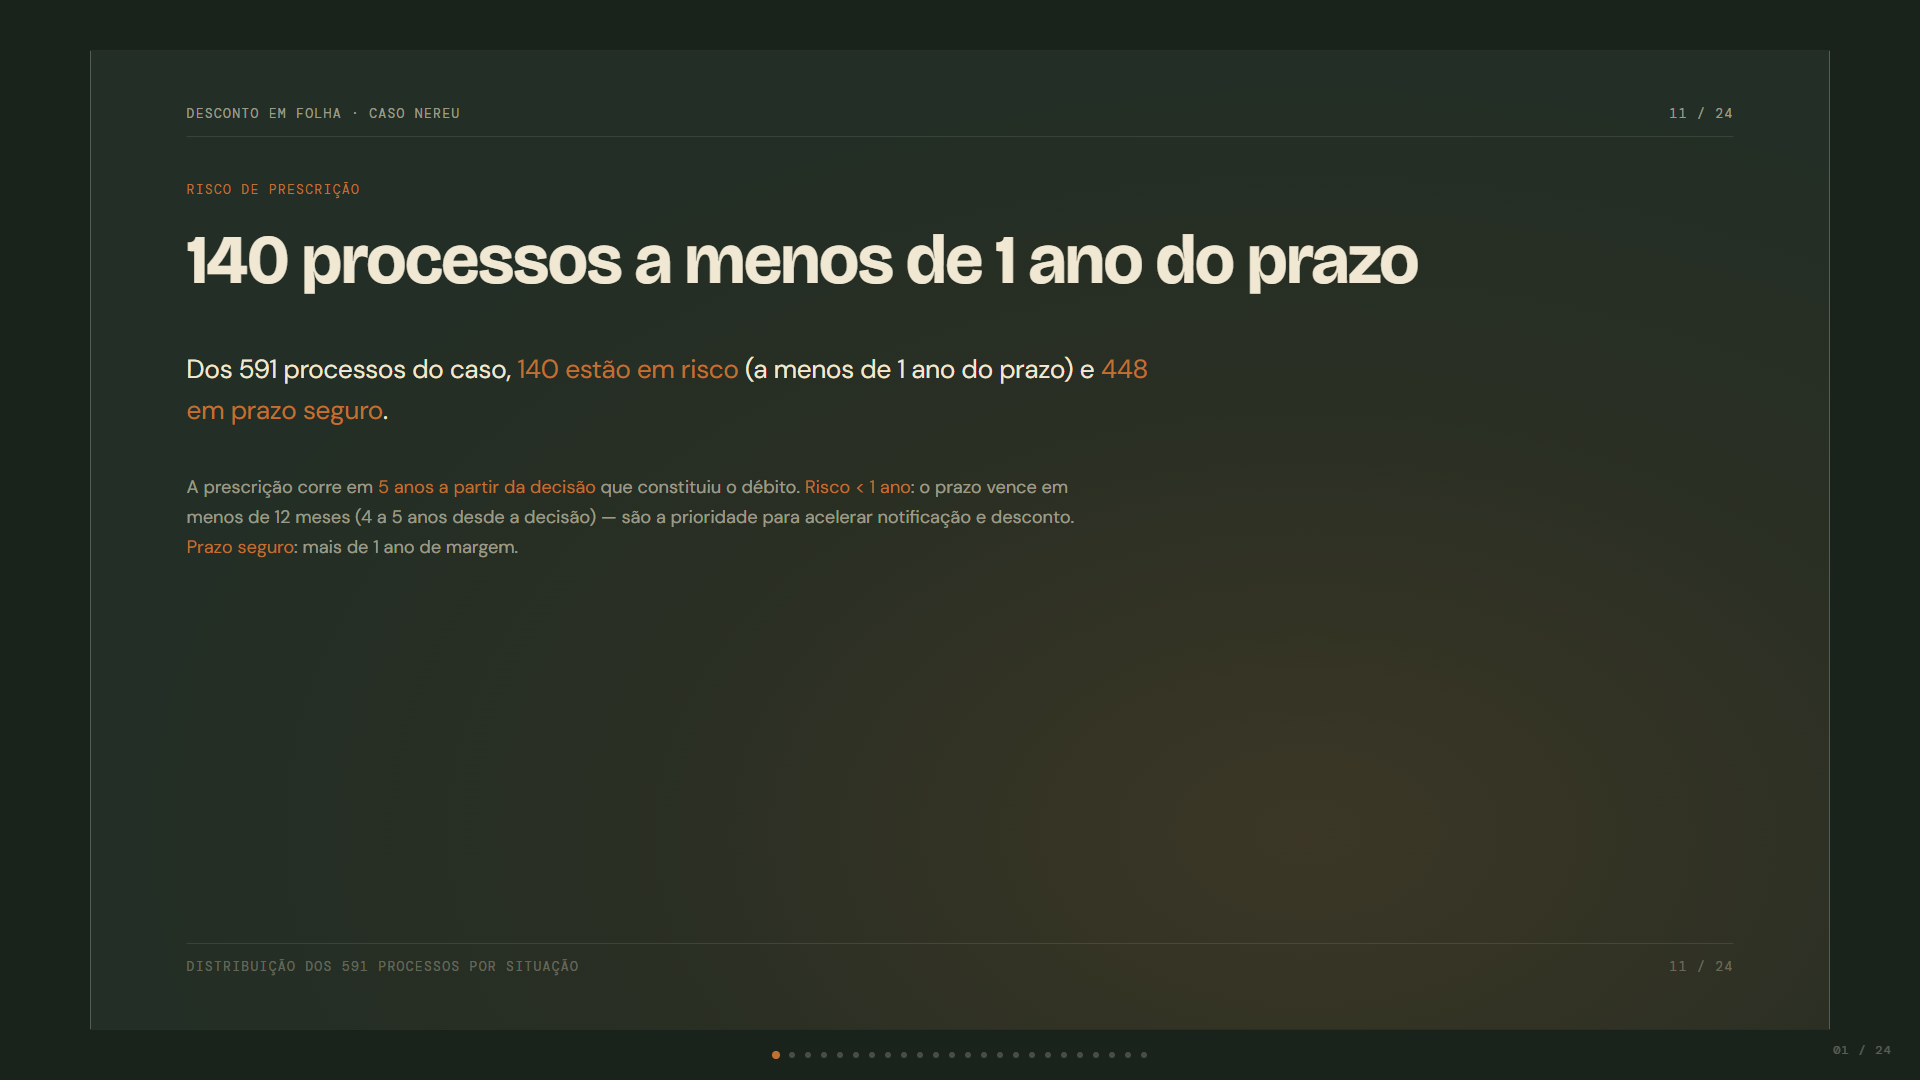 DESCONTO EM FOLHA · CASO NEREU
11 / 24
RISCO DE PRESCRIÇÃO
140 processos a menos de 1 ano do prazo
Dos 591 processos do caso, 140 estão em risco (a menos de 1 ano do prazo) e 448
em prazo seguro.
A prescrição corre em 5 anos a partir da decisão que constituiu o débito. Risco < 1 ano: o prazo vence em
menos de 12 meses (4 a 5 anos desde a decisão) — são a prioridade para acelerar notificação e desconto.
Prazo seguro: mais de 1 ano de margem.
DISTRIBUIÇÃO DOS 591 PROCESSOS POR SITUAÇÃO
11 / 24
01 / 24